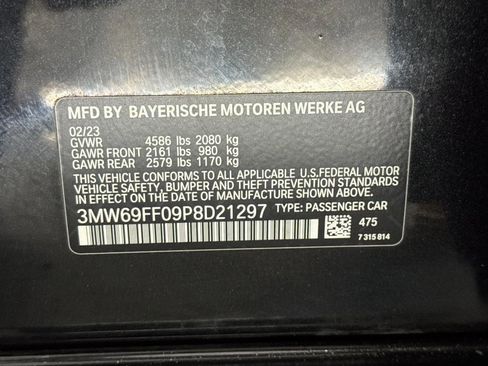 MFD BY BAYERISCHE MOTOREN WERKE AG
02/23
GVWR 4586 lbs 2080 kg
GAWR FRONT 2161 lbs 980 kg
GAWR REAR 2579 lbs 1170 kg
THIS VEHICLE CONFORMS TO ALL APPLICABLE U.S.FEDERAL MOTOR
VEHICLE SAFETY, BUMPER AND THEFT PREVENTION STANDARDS
IN EFFECT ON THE DATE OF MANUFACTURE SHOWN ABOVE.
3MW69FF09P8D21297 TYPE: PASSENGER CAR
475
7 315 814